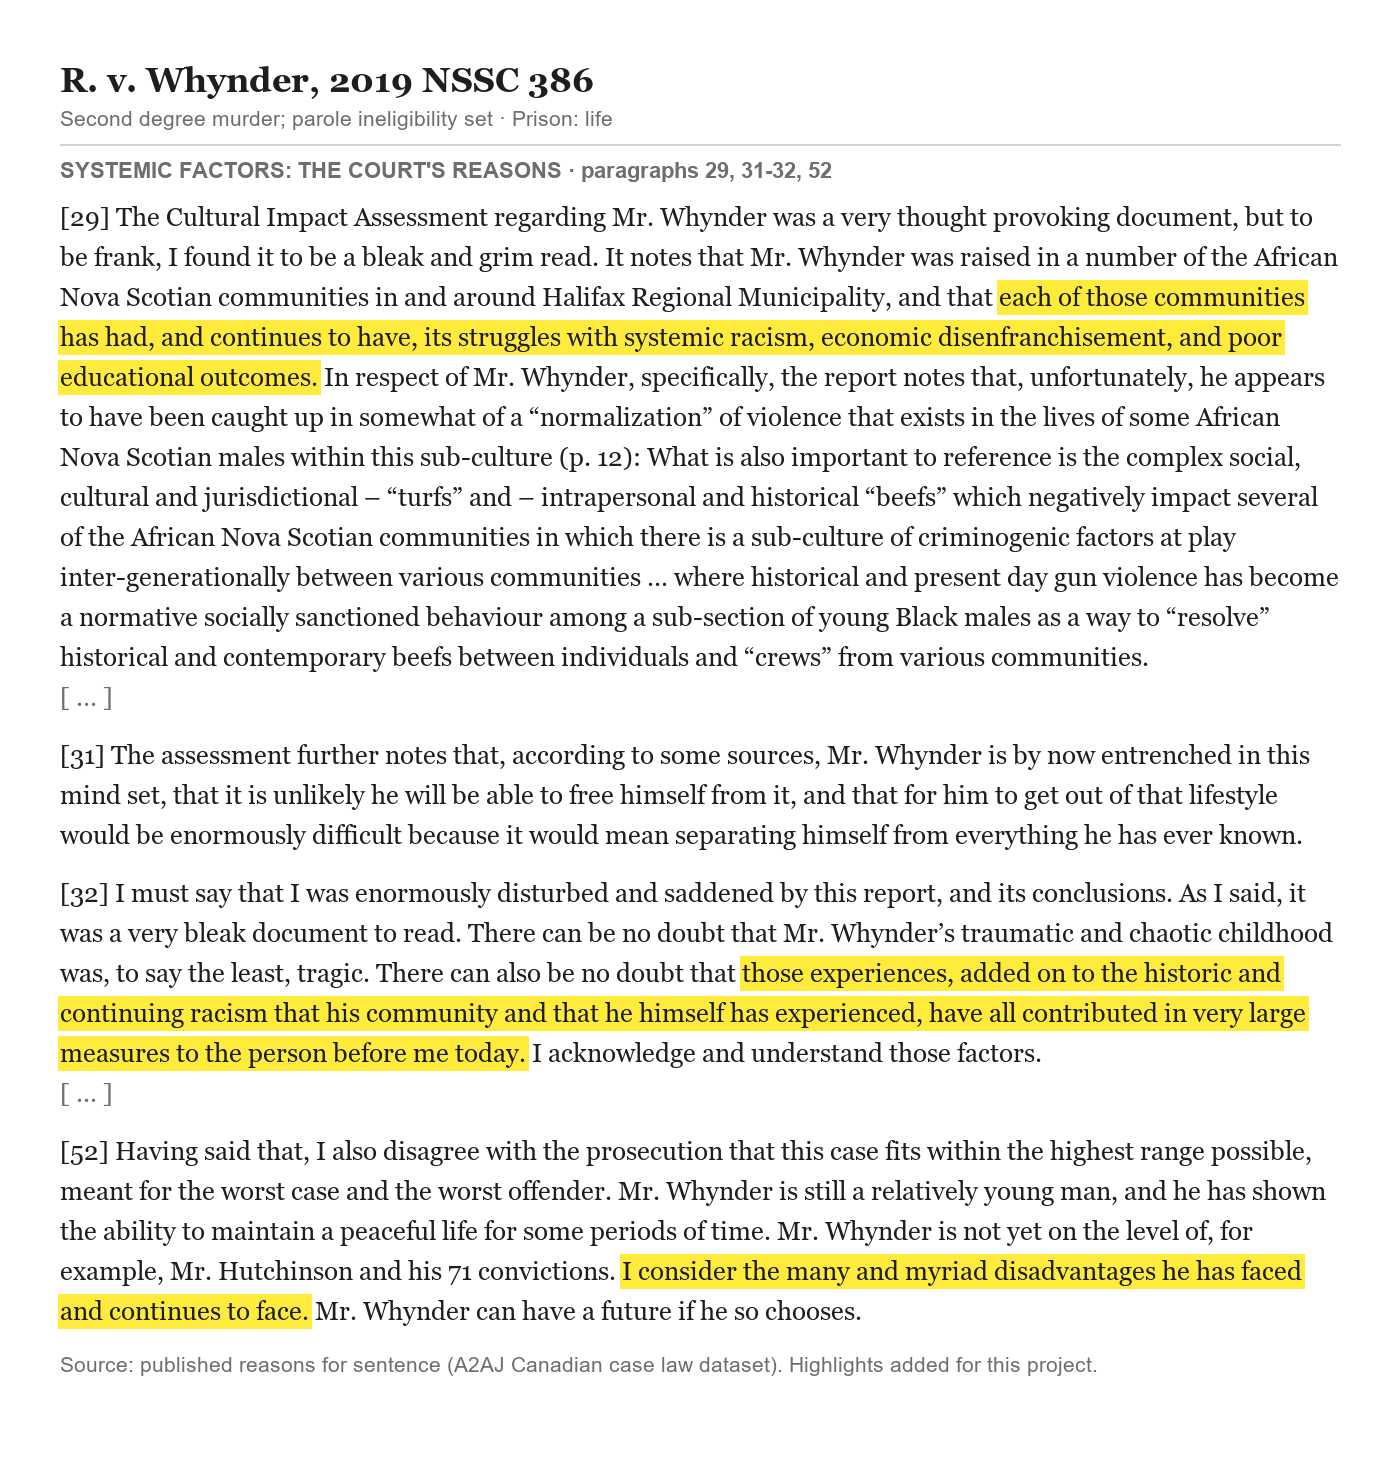 R. v. Whynder, 2019 NSSC 386
Second degree murder; parole ineligibility set · Prison: life
SYSTEMIC FACTORS: THE COURT'S REASONS · paragraphs 29, 31-32, 52
[29] The Cultural Impact Assessment regarding Mr. Whynder was a very thought provoking document, but to
be frank, I found it to be a bleak and grim read. It notes that Mr. Whynder was raised in a number of the African
Nova Scotian communities in and around Halifax Regional Municipality, and that each of those communities
has had, and continues to have, its struggles with systemic racism, economic disenfranchisement, and poor
educational outcomes. In respect of Mr. Whynder, specifically, the report notes that, unfortunately, he appears
to have been caught up in somewhat of a “normalization” of violence that exists in the lives of some African
Nova Scotian males within this sub-culture (p. 12): What is also important to reference is the complex social,
cultural and jurisdictional – “turfs” and – intrapersonal and historical “beefs” which negatively impact several
of the African Nova Scotian communities in which there is a sub-culture of criminogenic factors at play
inter-generationally between various communities ... where historical and present day gun violence has become
a normative socially sanctioned behaviour among a sub-section of young Black males as a way to “resolve”
historical and contemporary beefs between individuals and “crews” from various communities.
[ ... ]
[31] The assessment further notes that, according to some sources, Mr. Whynder is by now entrenched in this
mind set, that it is unlikely he will be able to free himself from it, and that for him to get out of that lifestyle
would be enormously difficult because it would mean separating himself from everything he has ever known.
[32] I must say that I was enormously disturbed and saddened by this report, and its conclusions. As I said, it
was a very bleak document to read. There can be no doubt that Mr. Whynder’s traumatic and chaotic childhood
was, to say the least, tragic. There can also be no doubt that those experiences, added on to the historic and
continuing racism that his community and that he himself has experienced, have all contributed in very large
measures to the person before me today. I acknowledge and understand those factors.
[ ... ]
[52] Having said that, I also disagree with the prosecution that this case fits within the highest range possible,
meant for the worst case and the worst offender. Mr. Whynder is still a relatively young man, and he has shown
the ability to maintain a peaceful life for some periods of time. Mr. Whynder is not yet on the level of, for
example, Mr. Hutchinson and his 71 convictions. I consider the many and myriad disadvantages he has faced
and continues to face. Mr. Whynder can have a future if he so chooses.
Source: published reasons for sentence (A2AJ Canadian case law dataset). Highlights added for this project.